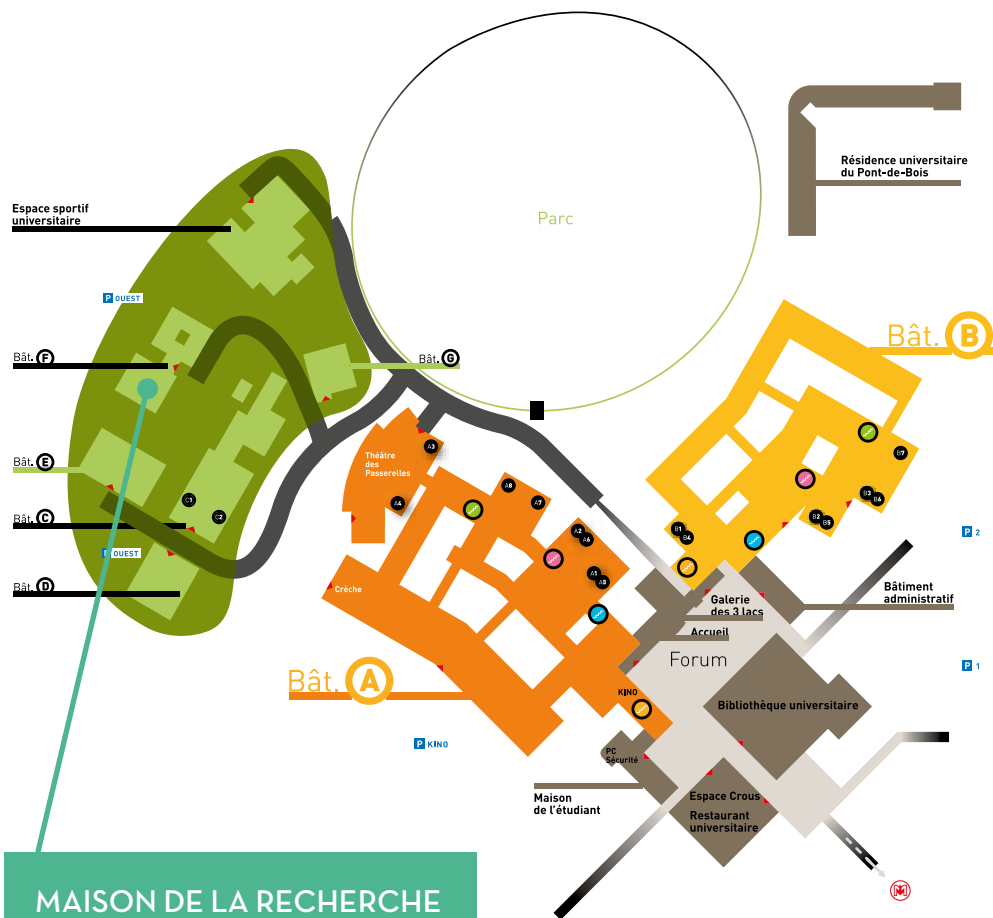 Résidence universitaire
du Pont-de-Bois
Espace sportif
universitaire
Parc
P OUEST
Bât. B
Bât. F
Bât. G
A3
Théâtre
des
Passerelles
B7
Bât. E
A8
A7
A4
B3
B6
C1
C2
B2
B5
Bât. C
B1
B4
A2
A6
P 2
P OUEST
A1
A5
Bât. D
Crèche
Galerie
des 3 lacs
Bâtiment
administratif
Accueil
Forum
P 1
Bât. A
KINO
Bibliothèque universitaire
P KINO
PC
Sécurité
Maison
de l'étudiant
Espace Crous
Restaurant
universitaire
M
MAISON DE LA RECHERCHE